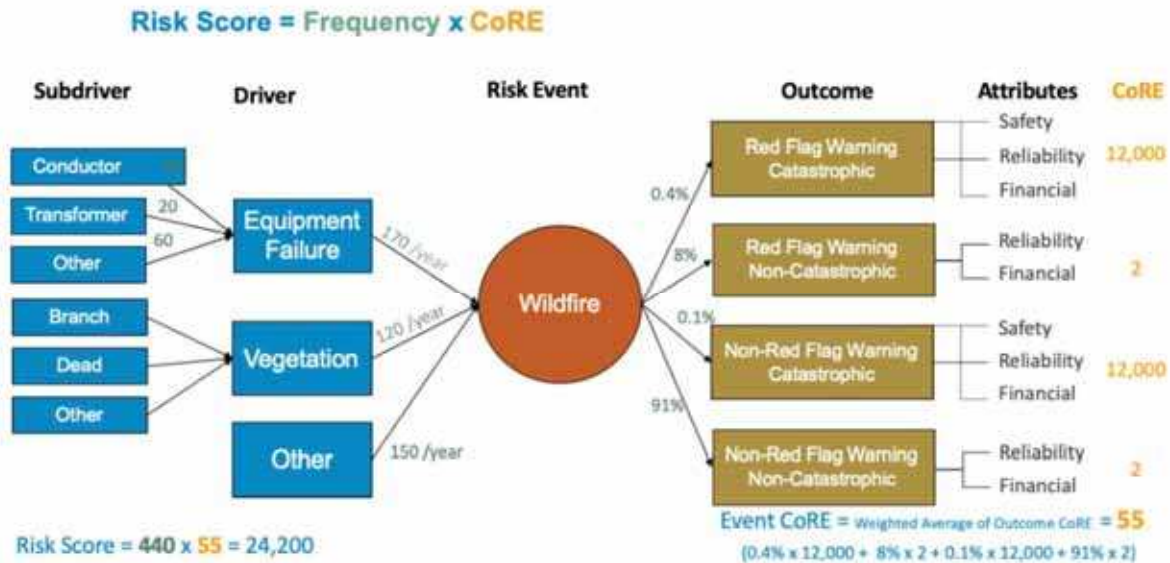 Risk Score = Frequency x CoRE
Subdriver
Driver
Risk Event
Outcome
Attributes
CoRE
Conductor
Transformer
Other
Branch
Dead
Other
20
60
Equipment
Failure
Vegetation
Other
170/year
120 /year
150 /year
Wildfire
0.4%
8%
0.1%
91%
Red Flag Warning
Catastrophic
Safety
Reliability
Financial
12,000
Red Flag Warning
Non-Catastrophic
Reliability
Financial
2
Non-Red Flag Warning
Catastrophic
Safety
Reliability
Financial
12,000
Non-Red Flag Warning
Non-Catastrophic
Reliability
Financial
2
Risk Score = 440 x 55 = 24,200
Event CoRE = Weighted Average of Outcome CoRE = 55
(0.4% x 12,000 + 8% x 2 + 0.1% x 12,000 + 91% x 2)